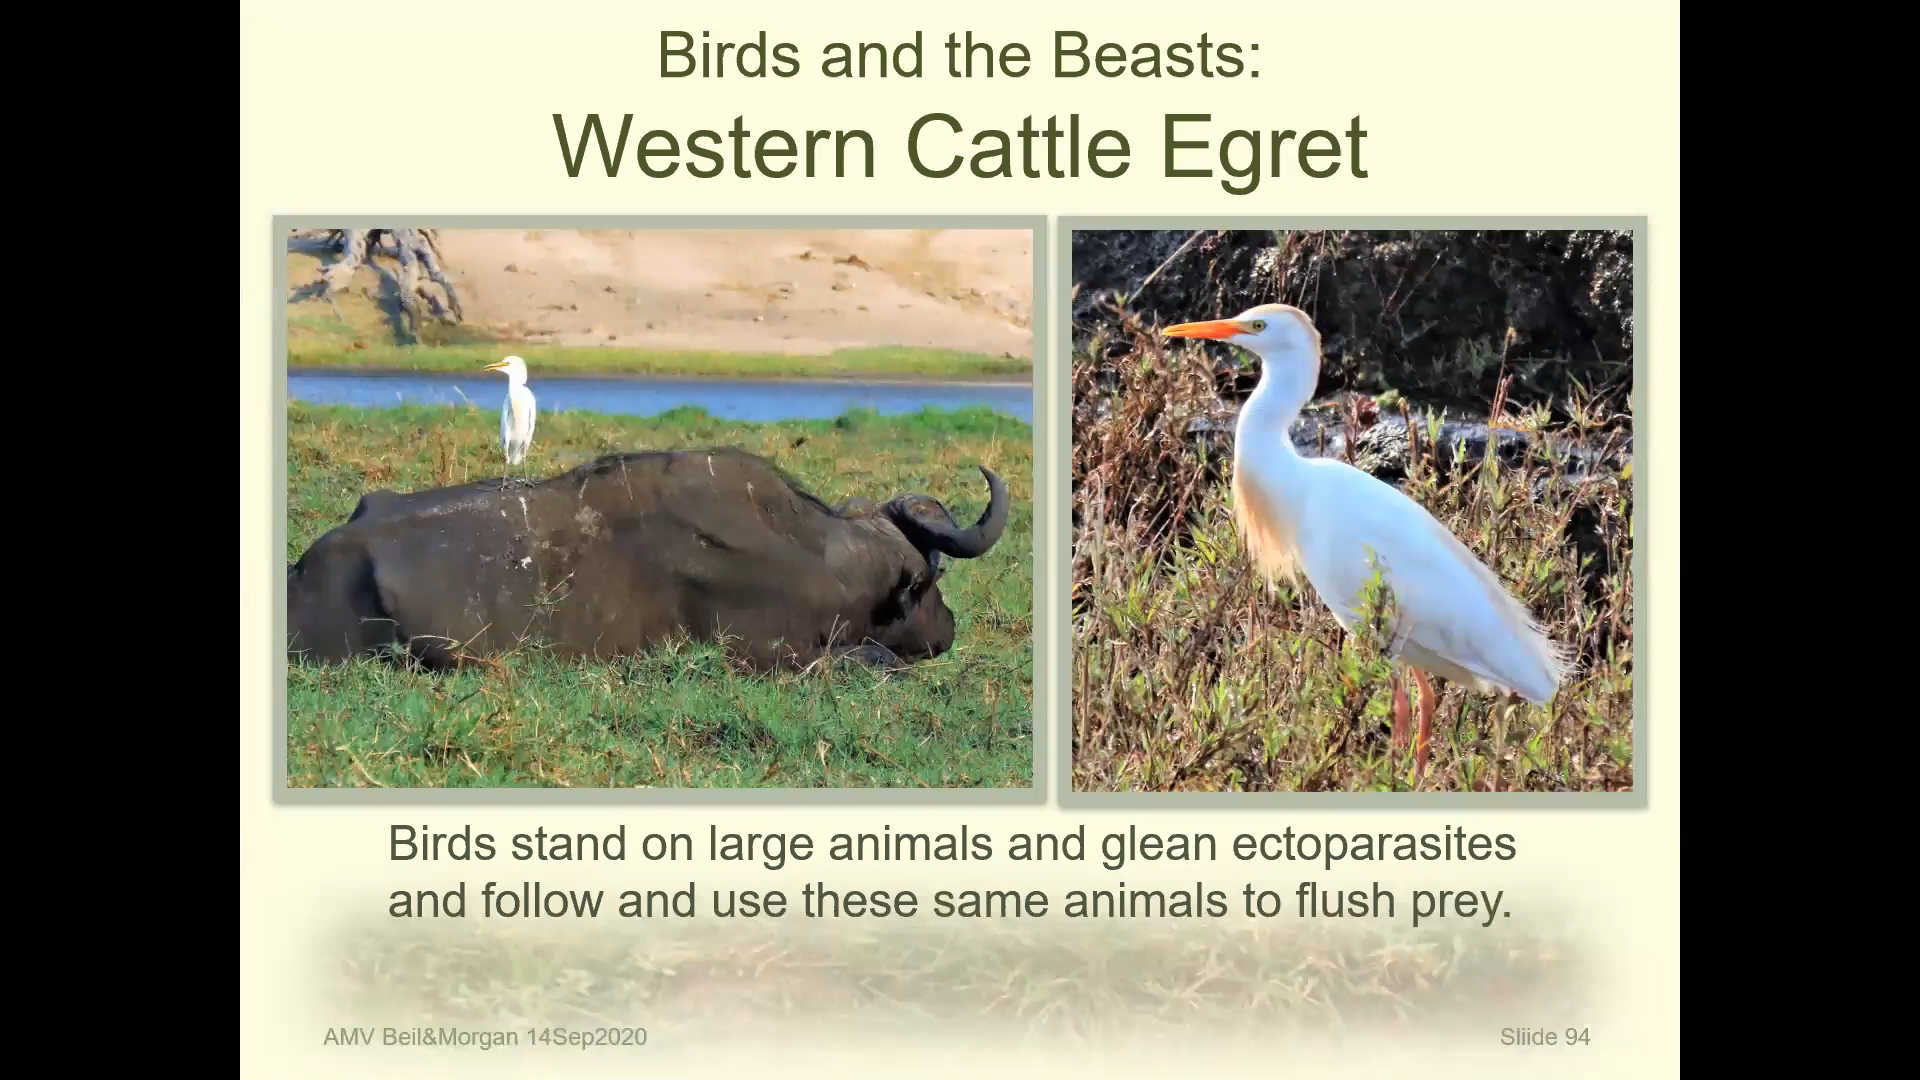 Birds and the Beasts:
Western Cattle Egret
Birds stand on large animals and glean ectoparasites
and follow and use these same animals to flush prey.
AMV Beil&Morgan 14Sep2020
Sliide 94